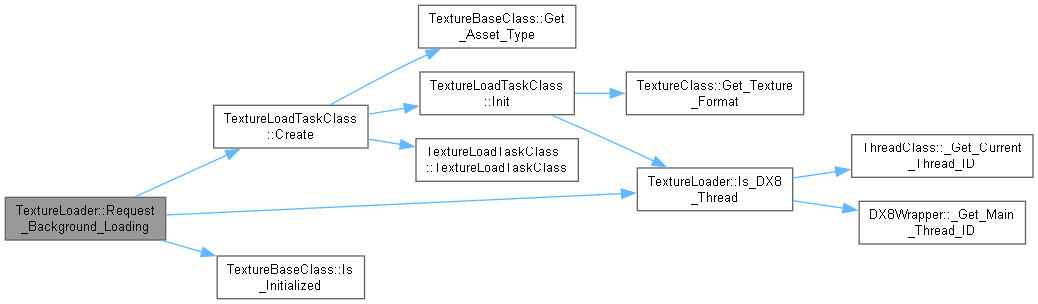 TextureBaseClass::Get
_Asset_Type
TextureLoadTaskClass
::Init
TextureClass::Get_Texture
_Format
TextureLoadTaskClass
::Create
TextureLoadTaskClass
::TextureLoadTaskClass
ThreadClass::_Get_Current
_Thread_ID
TextureLoader::Is_DX8
_Thread
TextureLoader::Request
_Background_Loading
DX8Wrapper::_Get_Main
_Thread_ID
TextureBaseClass::Is
_Initialized